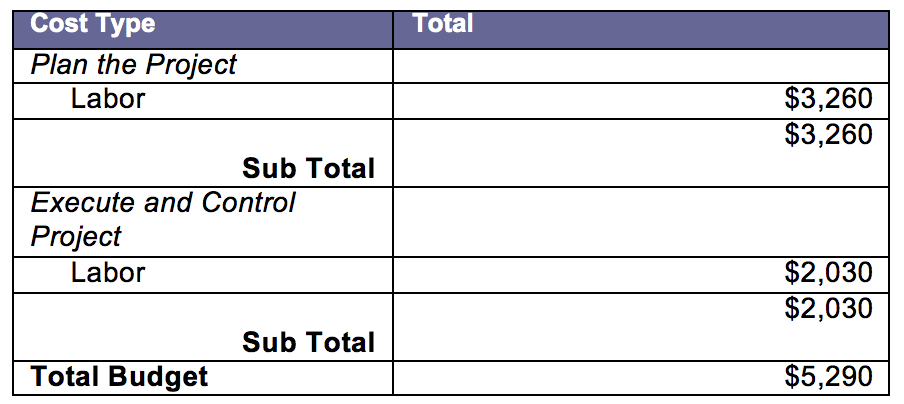 Cost Type Total
Plan the Project
Labor $3,260
$3,260
Sub Total
Execute and Control
Project
Labor $2,030
$2,030
Sub Total
Total Budget $5,290